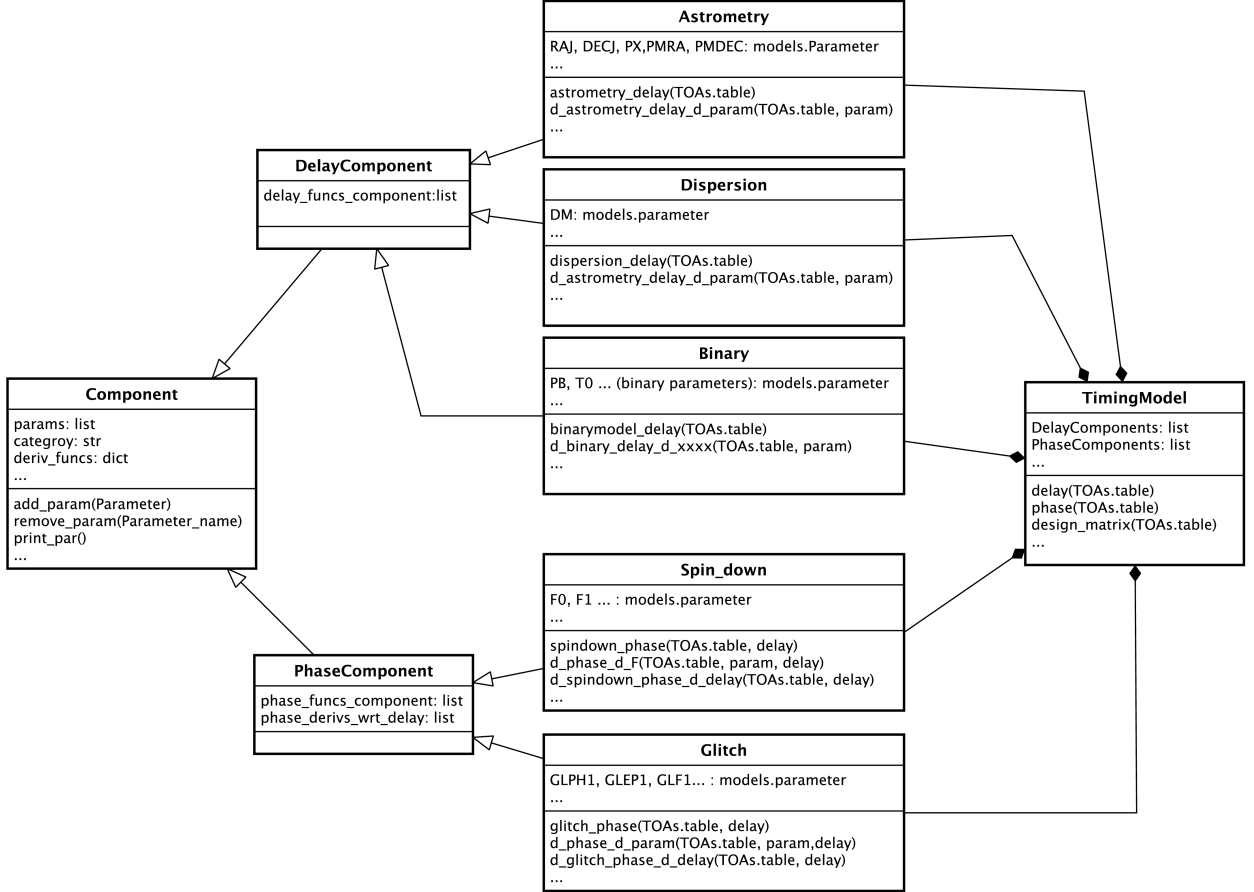 Astrometry
RAJ, DECJ, PX,PMRA, PMDEC: models.Parameter
...
astrometry_delay(TOAs.table)
d_astrometry_delay_d_param(TOAs.table, param)
...
DelayComponent
delay_funcs_component:list
Dispersion
DM: models.parameter
...
dispersion_delay(TOAs.table)
d_astrometry_delay_d_param(TOAs.table, param)
...
Binary
PB, T0 ... (binary parameters): models.parameter
...
binarymodel_delay(TOAs.table)
d_binary_delay_d_xxxx(TOAs.table, param)
...
Component
params: list
categroy: str
deriv_funcs: dict
...
add_param(Parameter)
remove_param(Parameter_name)
print_par()
...
TimingModel
DelayComponents: list
PhaseComponents: list
...
delay(TOAs.table)
phase(TOAs.table)
design_matrix(TOAs.table)
...
Spin_down
F0, F1 ... : models.parameter
...
spindown_phase(TOAs.table, delay)
d_phase_d_F(TOAs.table, param, delay)
d_spindown_phase_d_delay(TOAs.table, delay)
...
PhaseComponent
phase_funcs_component: list
phase_derivs_wrt_delay: list
Glitch
GLPH1, GLEP1, GLF1... : models.parameter
...
glitch_phase(TOAs.table, delay)
d_phase_d_param(TOAs.table, param,delay)
d_glitch_phase_d_delay(TOAs.table, delay)
...